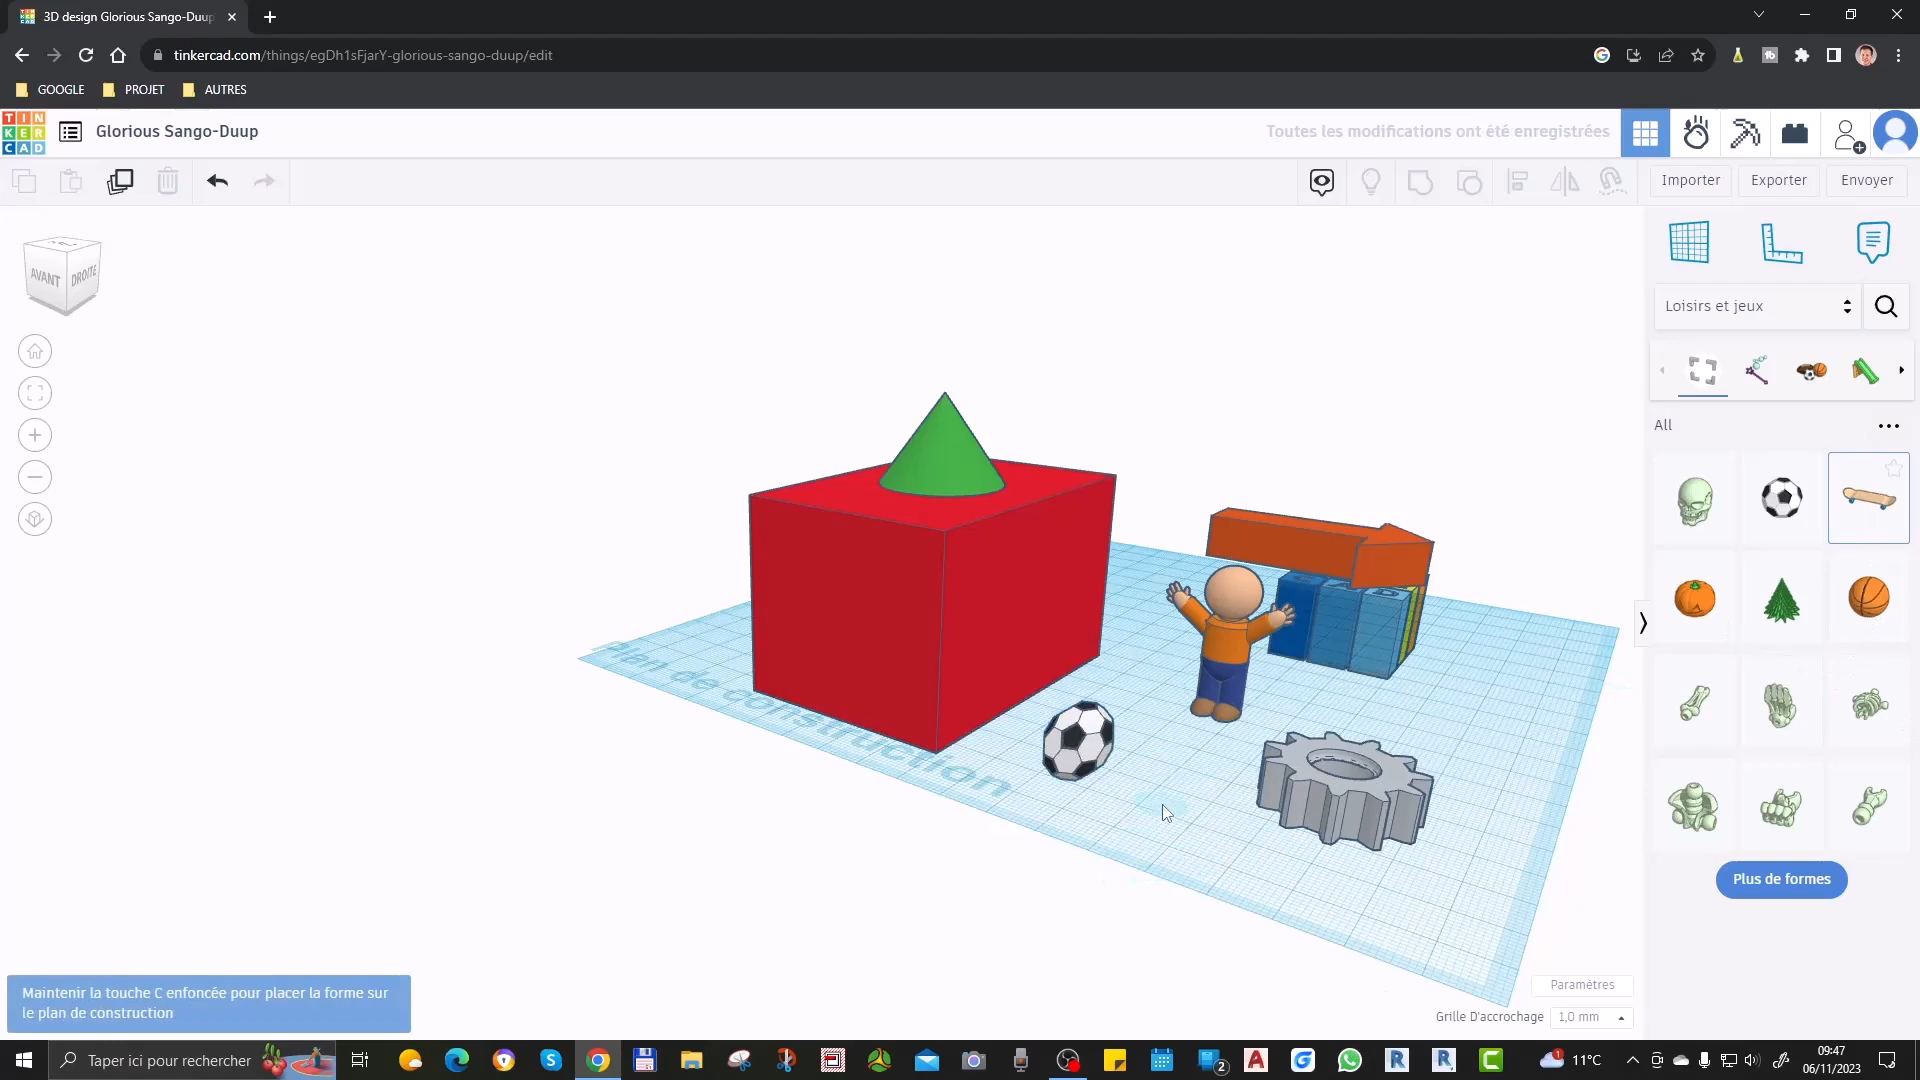 3D design Glorious Sango-Duup
tinkercad.com/things/egDh1sFjarY-glorious-sango-duup/edit
GOOGLE PROJET AUTRES
TIN
KER
CAD
Glorious Sango-Duup
Toutes les modifications ont été enregistrées
Importer Exporter Envoyer
AVANT DROITE
Loisirs et jeux
All
Plan de construction
Plus de formes
Maintenir la touche C enfoncée pour placer la forme sur
le plan de construction
Paramètres
Grille D'accrochage 1,0 mm
Taper ici pour rechercher
11°C
09:47
06/11/2023